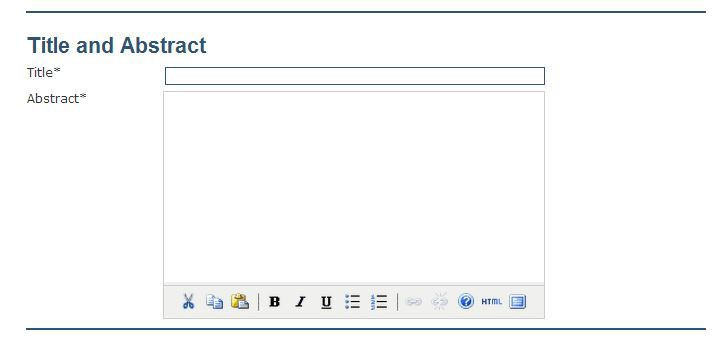 Title and Abstract
Title*
Abstract*
B I U HTML